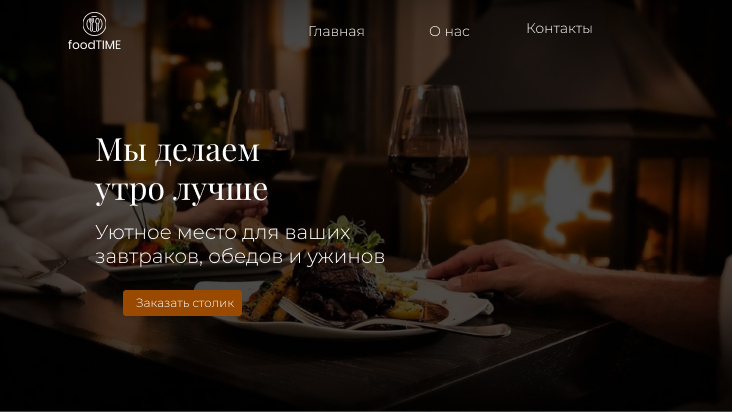 foodTIME
Главная
О нас
Контакты
Мы делаем
утро лучше
Уютное место для ваших
завтраков, обедов и ужинов
Заказать столик